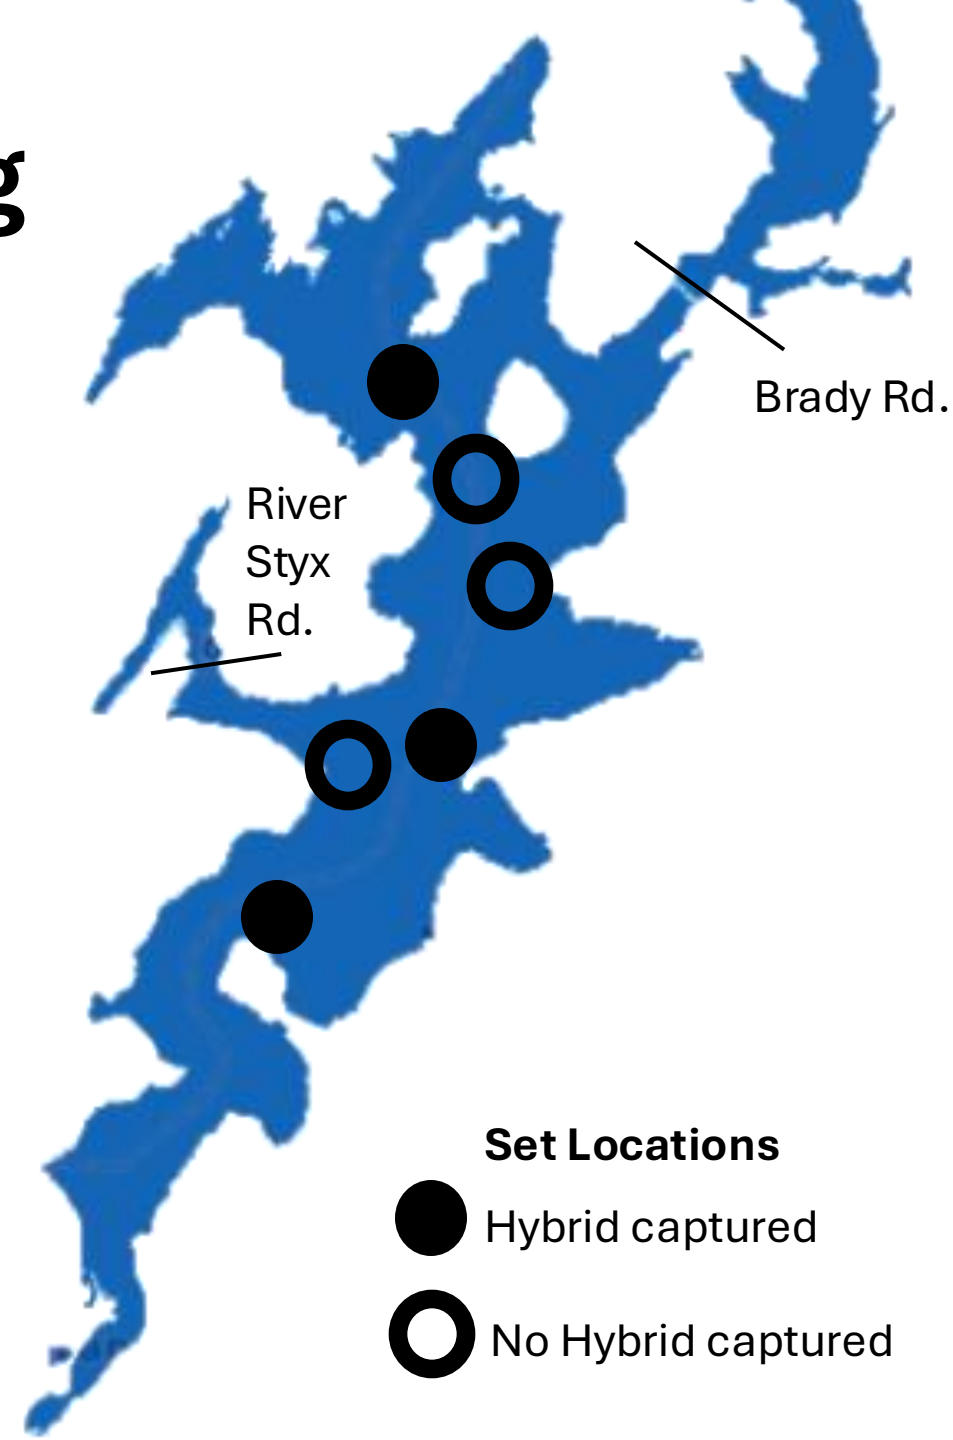 g
Brady Rd.
River
Styx
Rd.
Set Locations
Hybrid captured
No Hybrid captured